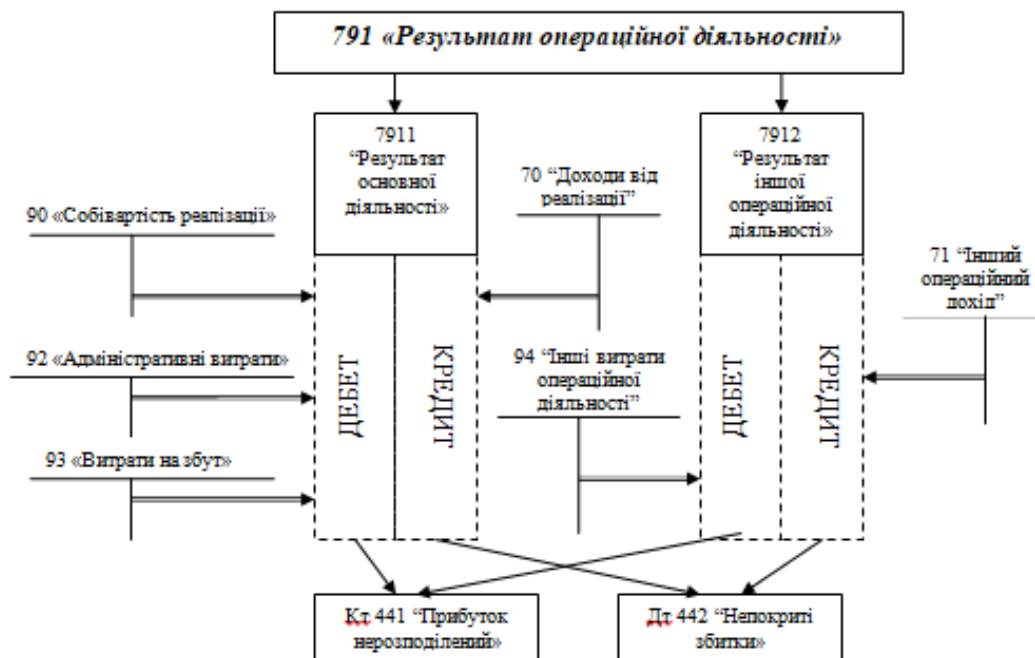 791 «Результат операційної діяльності»
7911
“Результат
основної
діяльності»
7912
“Результат
іншої
операційної
діяльності»
70 “Доходи від
реалізації”
90 «Собівартість реалізації»
71 “Інший
операційний
дохід”
92 «Адміністративні витрати»
94 “Інші витрати
операційної
діяльності”
93 «Витрати на збут»
ДЕБЕТ
КРЕДИТ
ДЕБЕТ
КРЕДИТ
Кт 441 “Прибуток
нерозподілений»
Дт 442 “Непокриті
збитки»